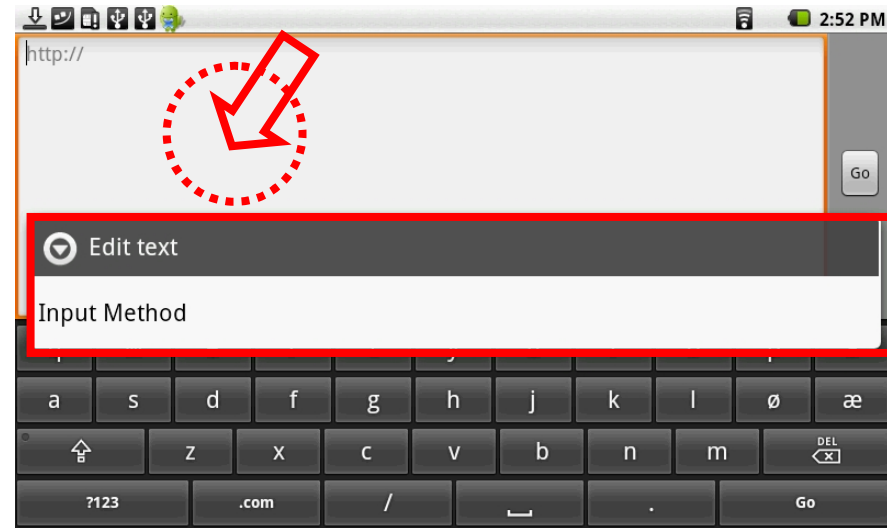 2:52 PM
http://
Go
Edit text
Input Method
a s d f g h j k l ø æ
z x c v b n m DEL
?123 .com / . Go